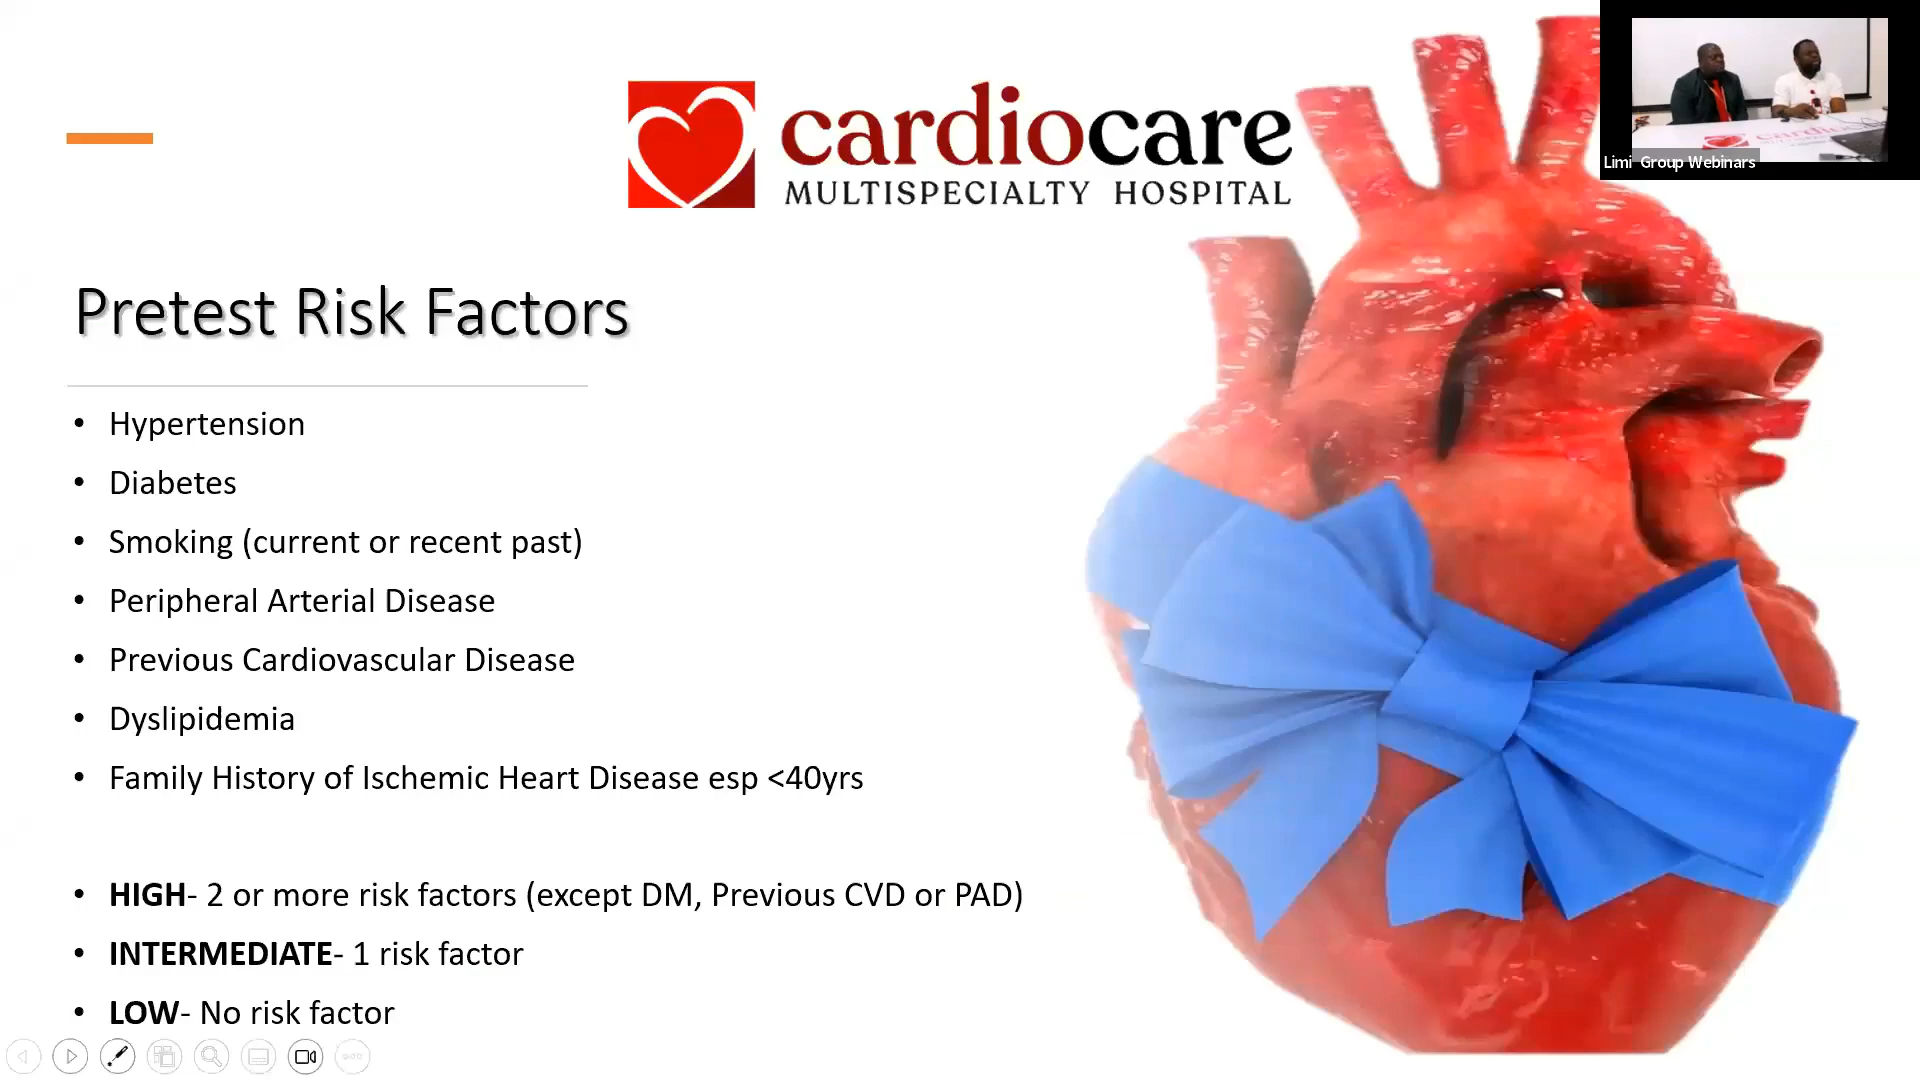 cardiocare
MULTISPECIALTY HOSPITAL
Limi Group Webinars
Pretest Risk Factors
• Hypertension
• Diabetes
• Smoking (current or recent past)
• Peripheral Arterial Disease
• Previous Cardiovascular Disease
• Dyslipidemia
• Family History of Ischemic Heart Disease esp <40yrs
• HIGH- 2 or more risk factors (except DM, Previous CVD or PAD)
• INTERMEDIATE- 1 risk factor
• LOW- No risk factor